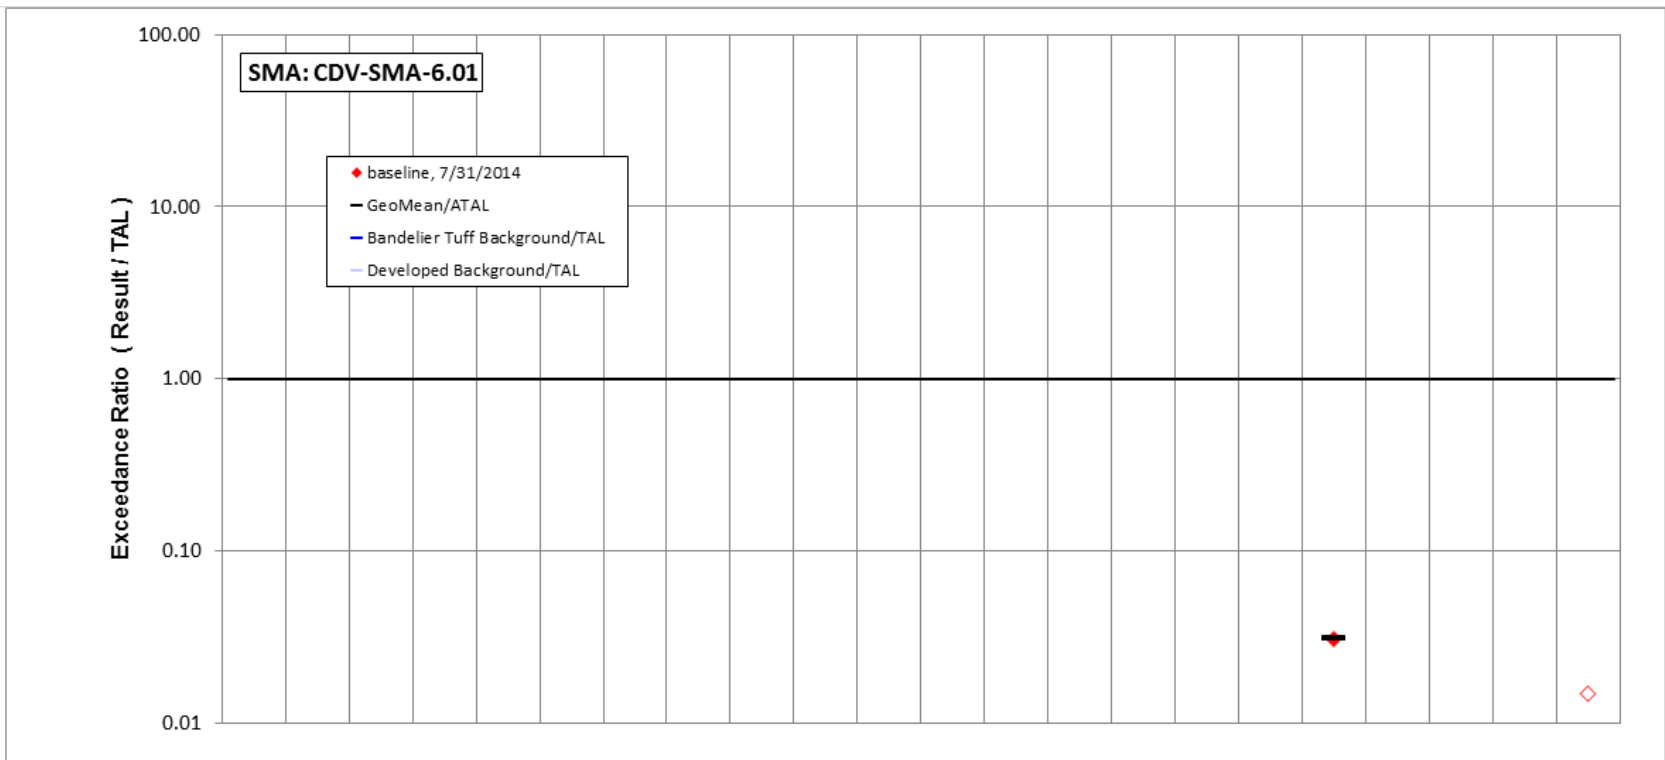 100.00
SMA: CDV-SMA-6.01
baseline, 7/31/2014
10.00
GeoMean/ATAL
Bandelier Tuff Background/TAL
Developed Background/TAL
Exceedance Ratio ( Result / TAL )
1.00
0.10
0.01